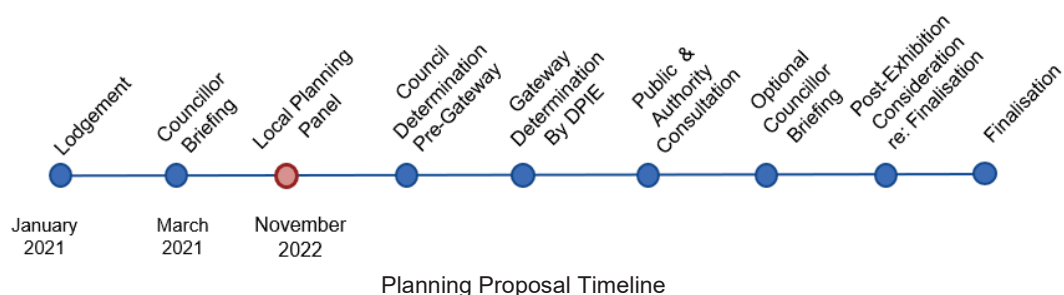 Lodgement
Councillor
Briefing
Local Planning
Panel
Council
Determination
Pre-Gateway
Gateway
Determination
By DPIE
Public &
Authority
Consultation
Optional
Councillor
Briefing
Post-Exhibition
Consideration
re: Finalisation
Finalisation
January
2021
March
2021
November
2022
Planning Proposal Timeline